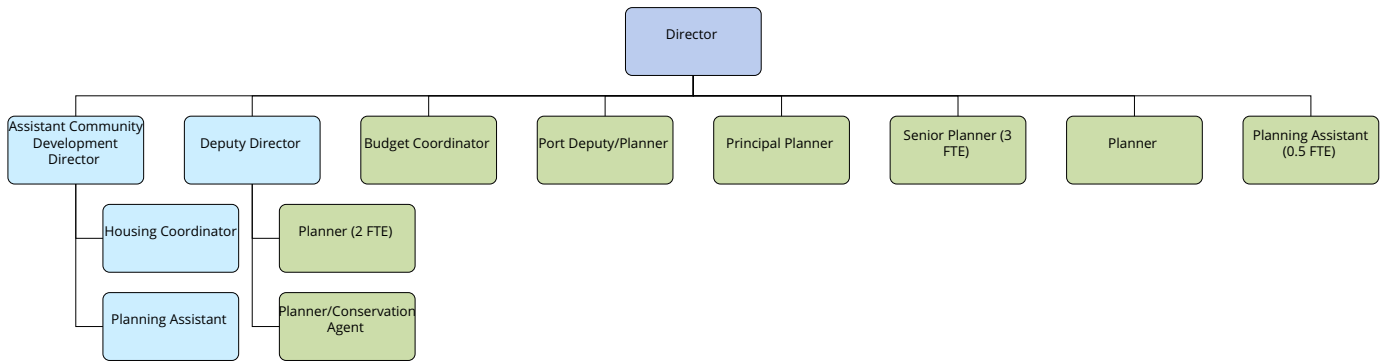 Director
Assistant Community
Development
Director
Deputy Director
Budget Coordinator
Port Deputy/Planner
Principal Planner
Senior Planner (3
FTE)
Planner
Planning Assistant
(0.5 FTE)
Housing Coordinator
Planner (2 FTE)
Planning Assistant
Planner/Conservation
Agent